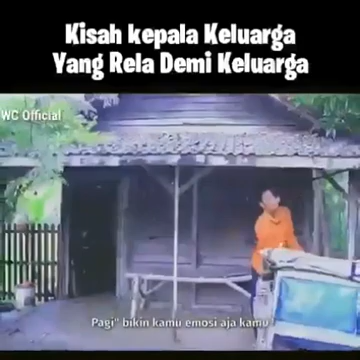 Kisah kepala Keluarga
Yang Rela Demi Keluarga
WC Official
Pagi" bikin kamu emosi aja kamu